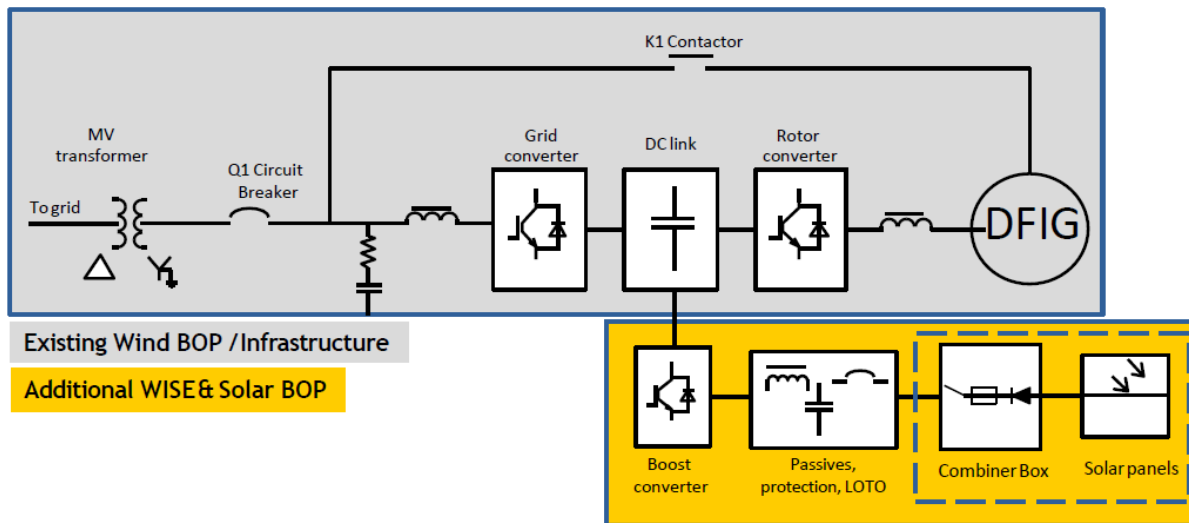 K1 Contactor
MV
transformer
Q1 Circuit
Breaker
Grid
converter
DC link
Rotor
converter
To grid
DFIG
Existing Wind BOP /Infrastructure
Additional WISE & Solar BOP
Boost
converter
Passives,
protection, LOTO
Combiner Box
Solar panels